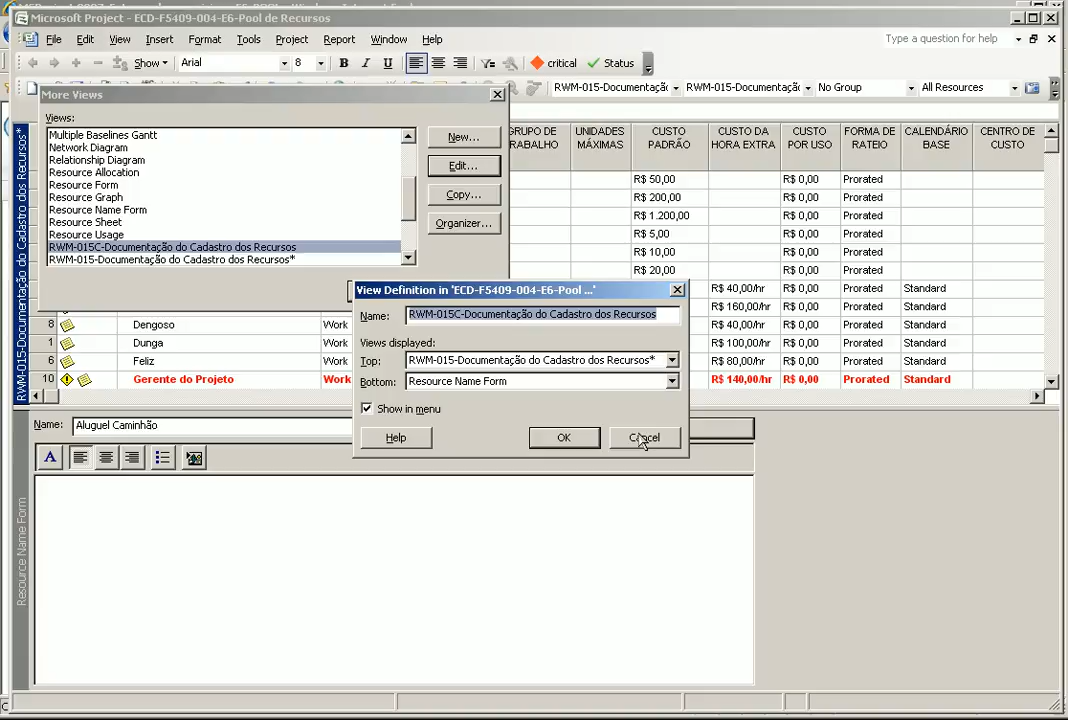 Microsoft Project - ECD-F5409-004-E6-Pool de Recursos
File Edit View Insert Format Tools Project Report Window Help
Type a question for help
Show Arial 8 B I U critical Status
RWM-015-Documentaçã RWM-015-Documentaçã No Group All Resources
More Views
Views:
Multiple Baselines Gantt
Network Diagram
Relationship Diagram
Resource Allocation
Resource Form
Resource Graph
Resource Name Form
Resource Sheet
Resource Usage
RWM-015C-Documentação do Cadastro dos Recursos
RWM-015-Documentação do Cadastro dos Recursos*
New...
Edit...
Copy...
Organizer...
RWM-015-Documentação do Cadastro dos Recursos*
GRUPO DE UNIDADES CUSTO CUSTO DA CUSTO FORMA DE CALENDÁRIO CENTRO DE
RABALHO MÁXIMAS PADRÃO HORA EXTRA POR USO RATEIO BASE CUSTO
R$ 50,00 R$ 0,00 Prorated
R$ 200,00 R$ 0,00 Prorated
R$ 1.200,00 R$ 0,00 Prorated
R$ 5,00 R$ 0,00 Prorated
R$ 10,00 R$ 0,00 Prorated
R$ 20,00 R$ 0,00 Prorated
R$ 40,00/hr R$ 0,00 Prorated Standard
R$ 160,00/hr R$ 0,00 Prorated Standard
8 Dengoso Work R$ 40,00/hr R$ 0,00 Prorated Standard
1 Dunga Work R$ 100,00/hr R$ 0,00 Prorated Standard
6 Feliz Work R$ 80,00/hr R$ 0,00 Prorated Standard
10 Gerente do Projeto Work R$ 140,00/hr R$ 0,00 Prorated Standard
View Definition in 'ECD-F5409-004-E6-Pool ...'
Name: RWM-015C-Documentação do Cadastro dos Recursos
Views displayed:
Top: RWM-015-Documentação do Cadastro dos Recursos*
Bottom: Resource Name Form
Show in menu
Help OK Cancel
Name: Aluguel Caminhão
A
Resource Name Form